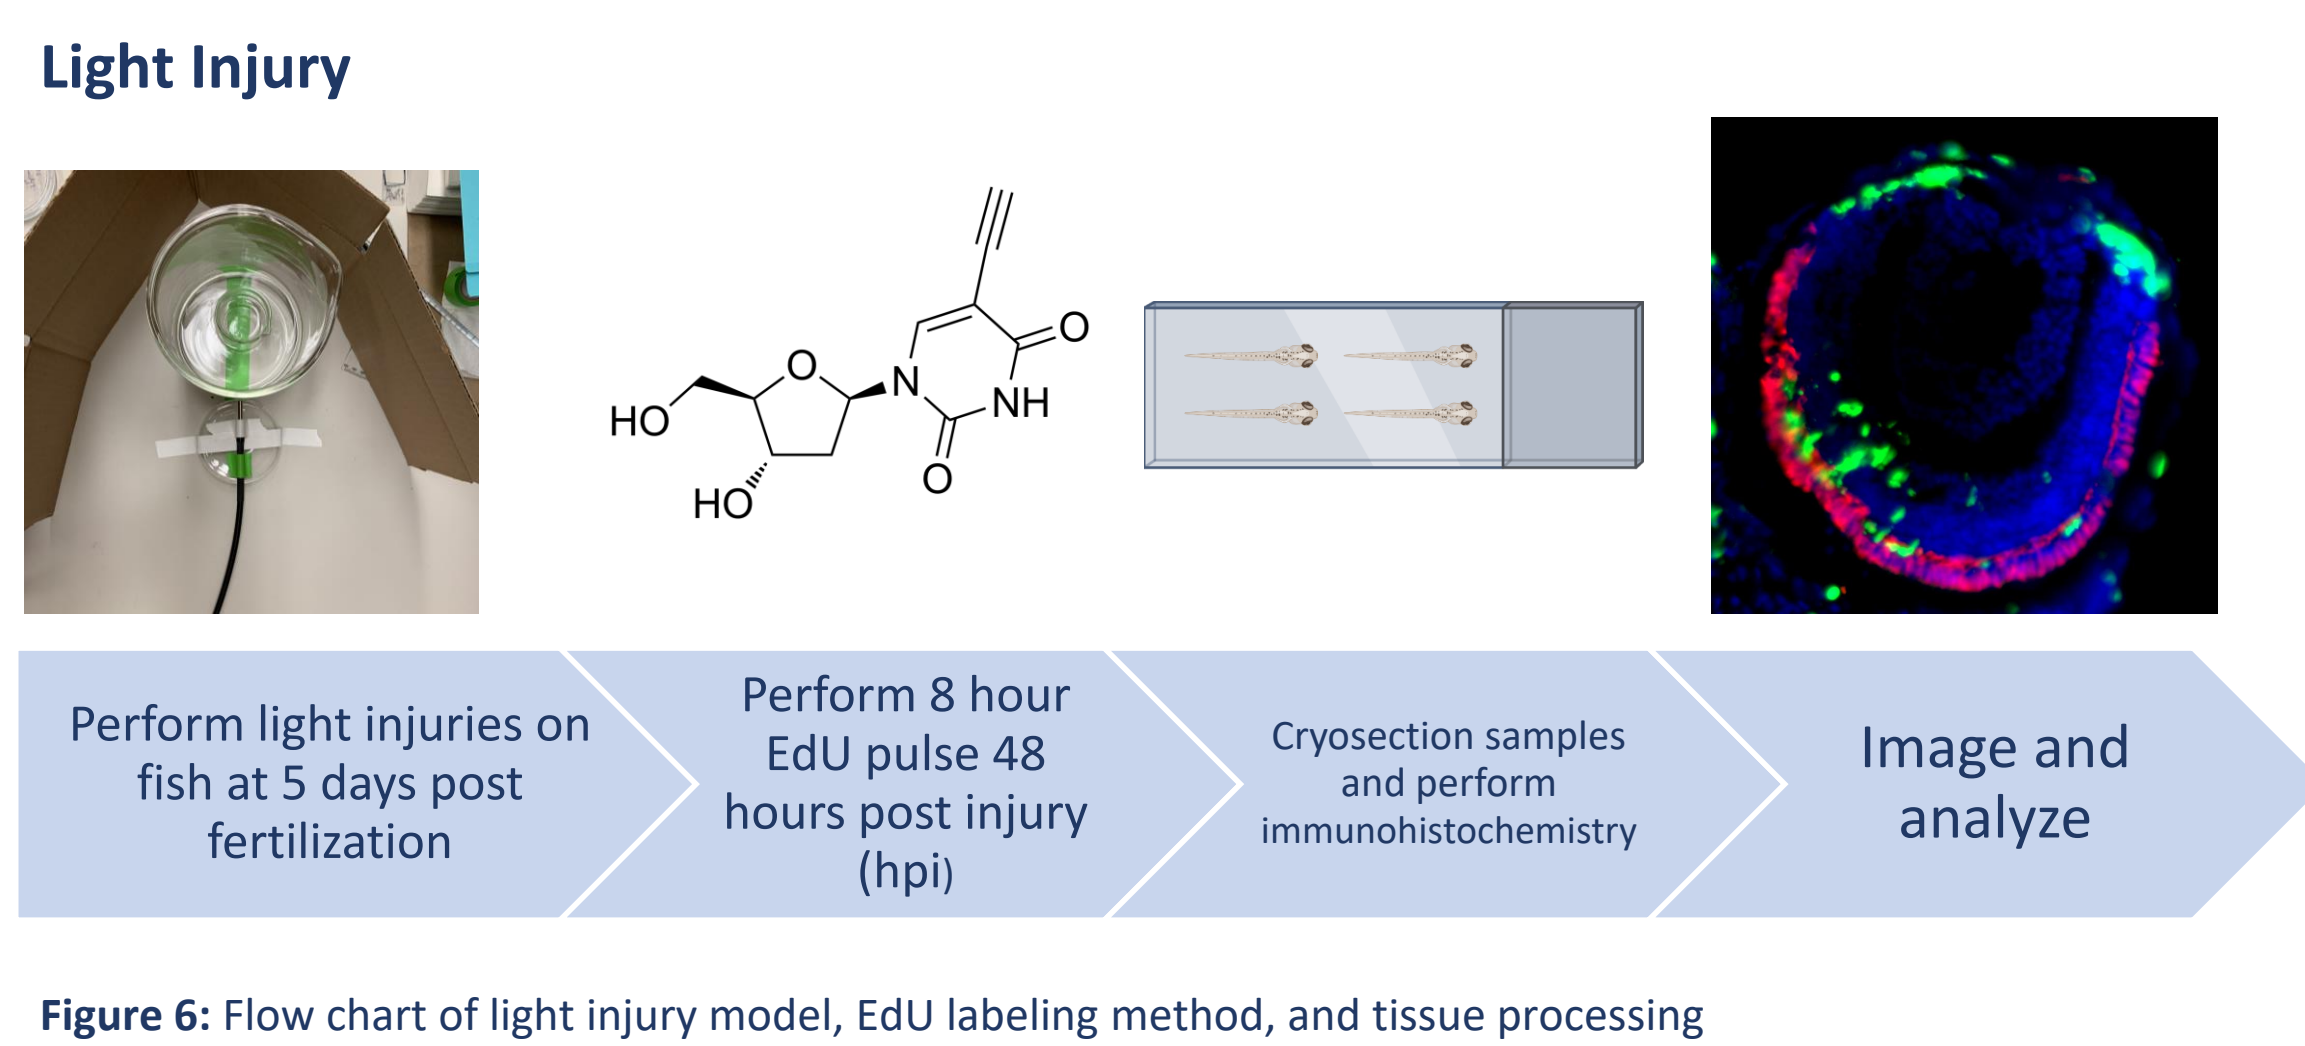 Light Injury
O
O
N
NH
HO
O
HO
Perform light injuries on
fish at 5 days post
fertilization
Perform 8 hour
EdU pulse 48
hours post injury
(hpi)
Cryosection samples
and perform
immunohistochemistry
Image and
analyze
Figure 6: Flow chart of light injury model, EdU labeling method, and tissue processing